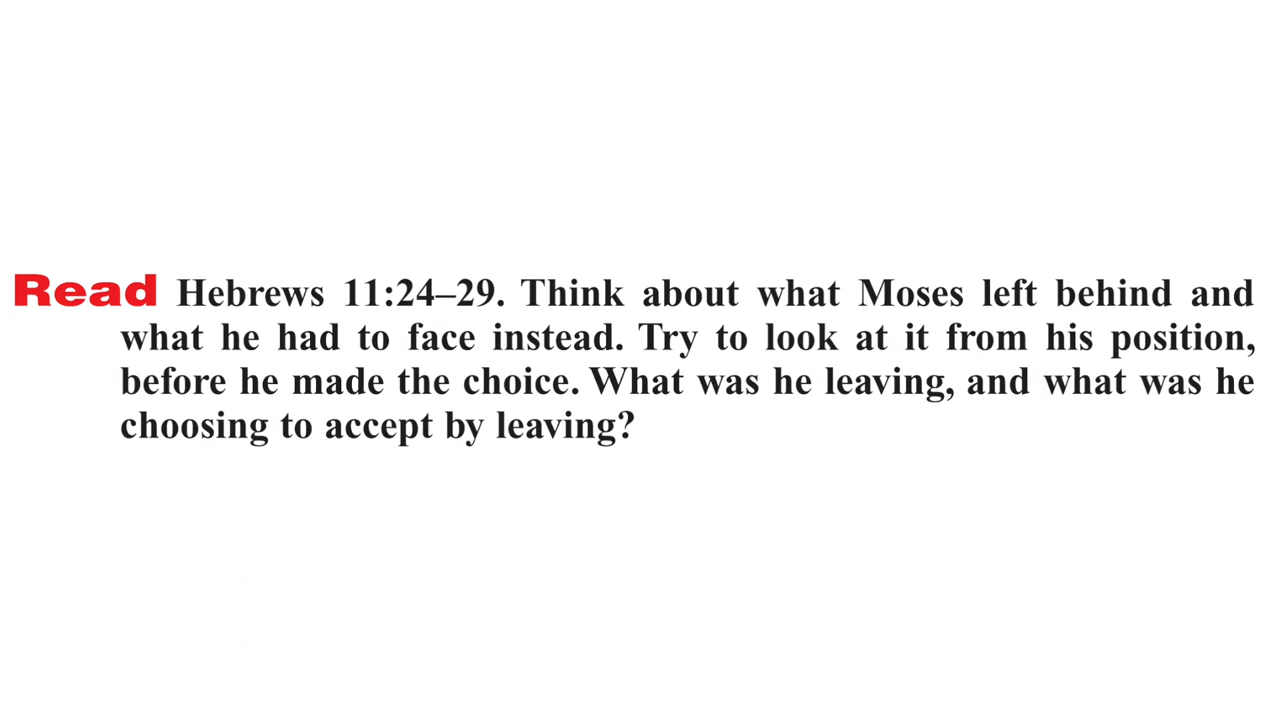 Read Hebrews 11:24–29. Think about what Moses left behind and
what he had to face instead. Try to look at it from his position,
before he made the choice. What was he leaving, and what was he
choosing to accept by leaving?